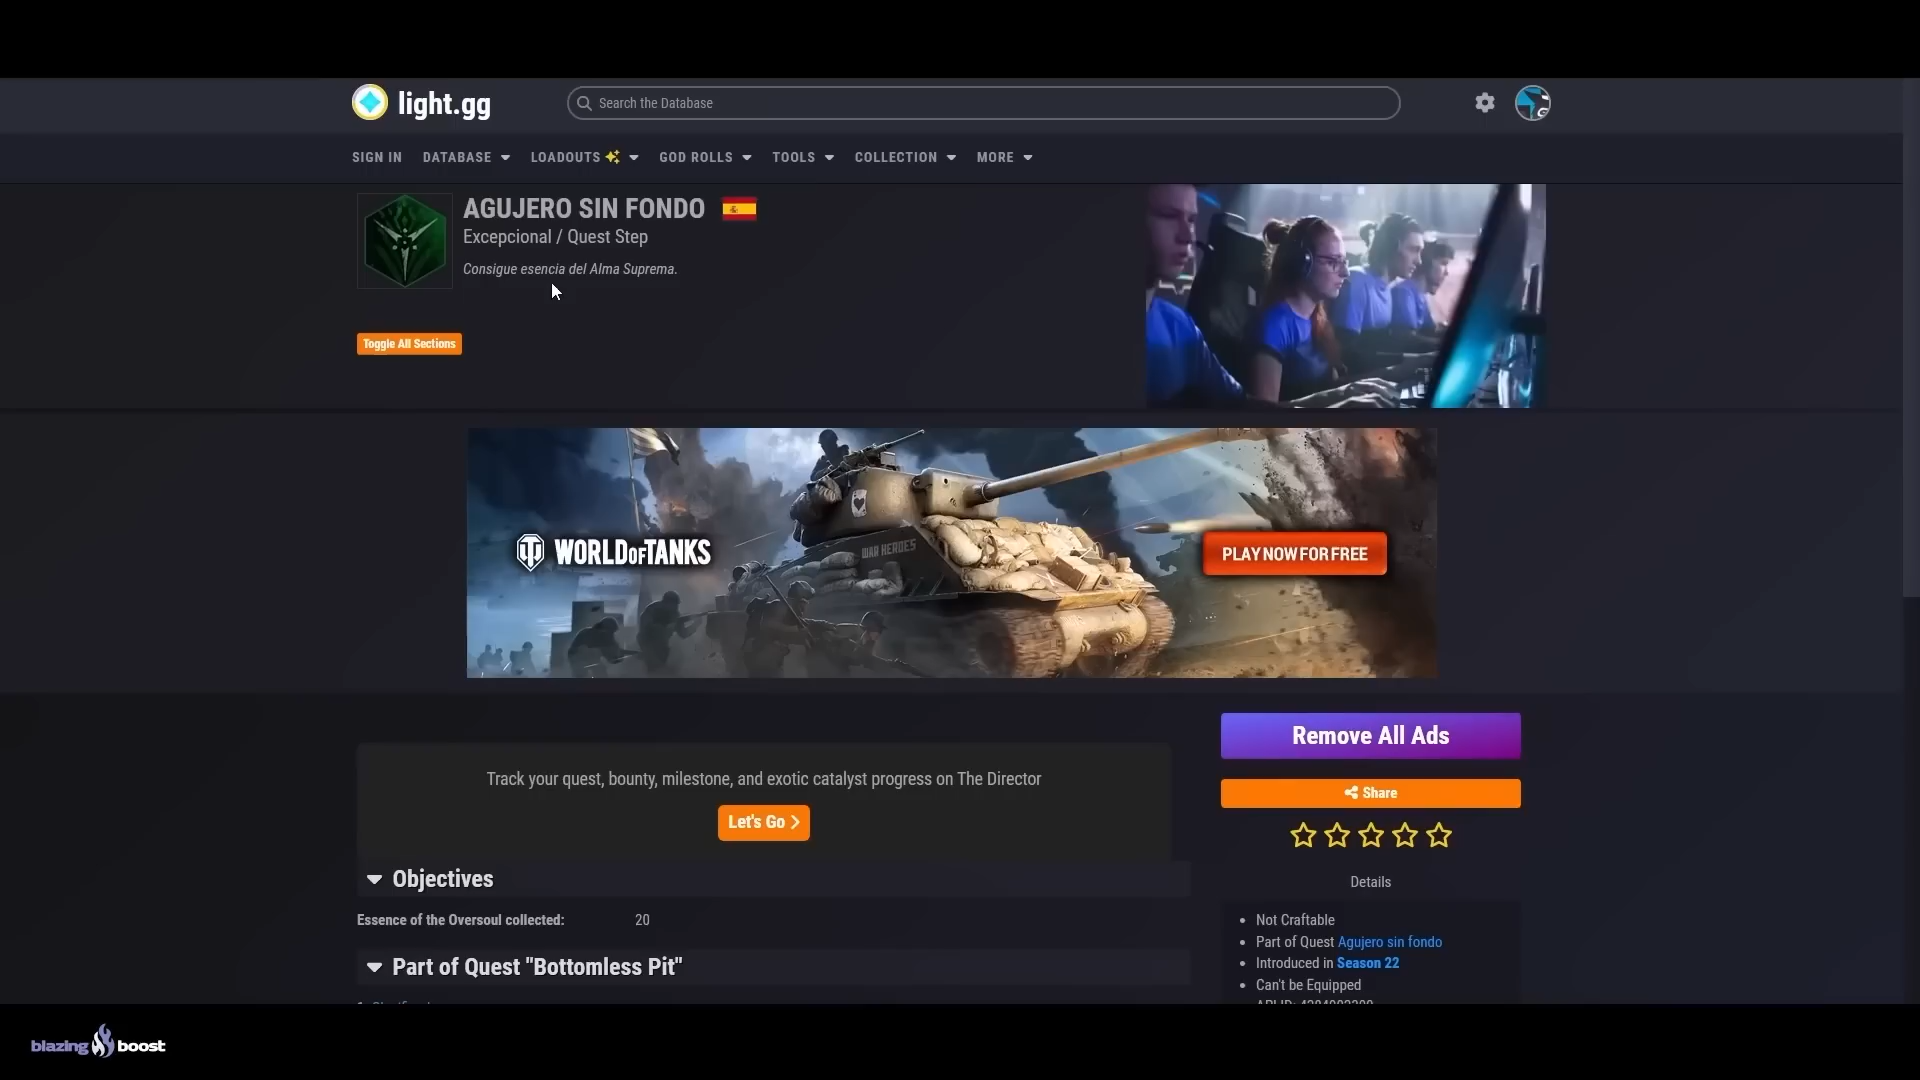 light.gg
Search the Database
SIGN IN DATABASE LOADOUTS GOD ROLLS TOOLS COLLECTION MORE
AGUJERO SIN FONDO
Excepcional / Quest Step
Consigue esencia del Alma Suprema.
Toggle All Sections
WAR HEROES
WORLD OF TANKS
PLAY NOW FOR FREE
Remove All Ads
Track your quest, bounty, milestone, and exotic catalyst progress on The Director
Let's Go
Share
Objectives
Details
Essence of the Oversoul collected: 20
Not Craftable
Part of Quest Agujero sin fondo
Introduced in Season 22
Can't be Equipped
Part of Quest "Bottomless Pit"
blazing boost